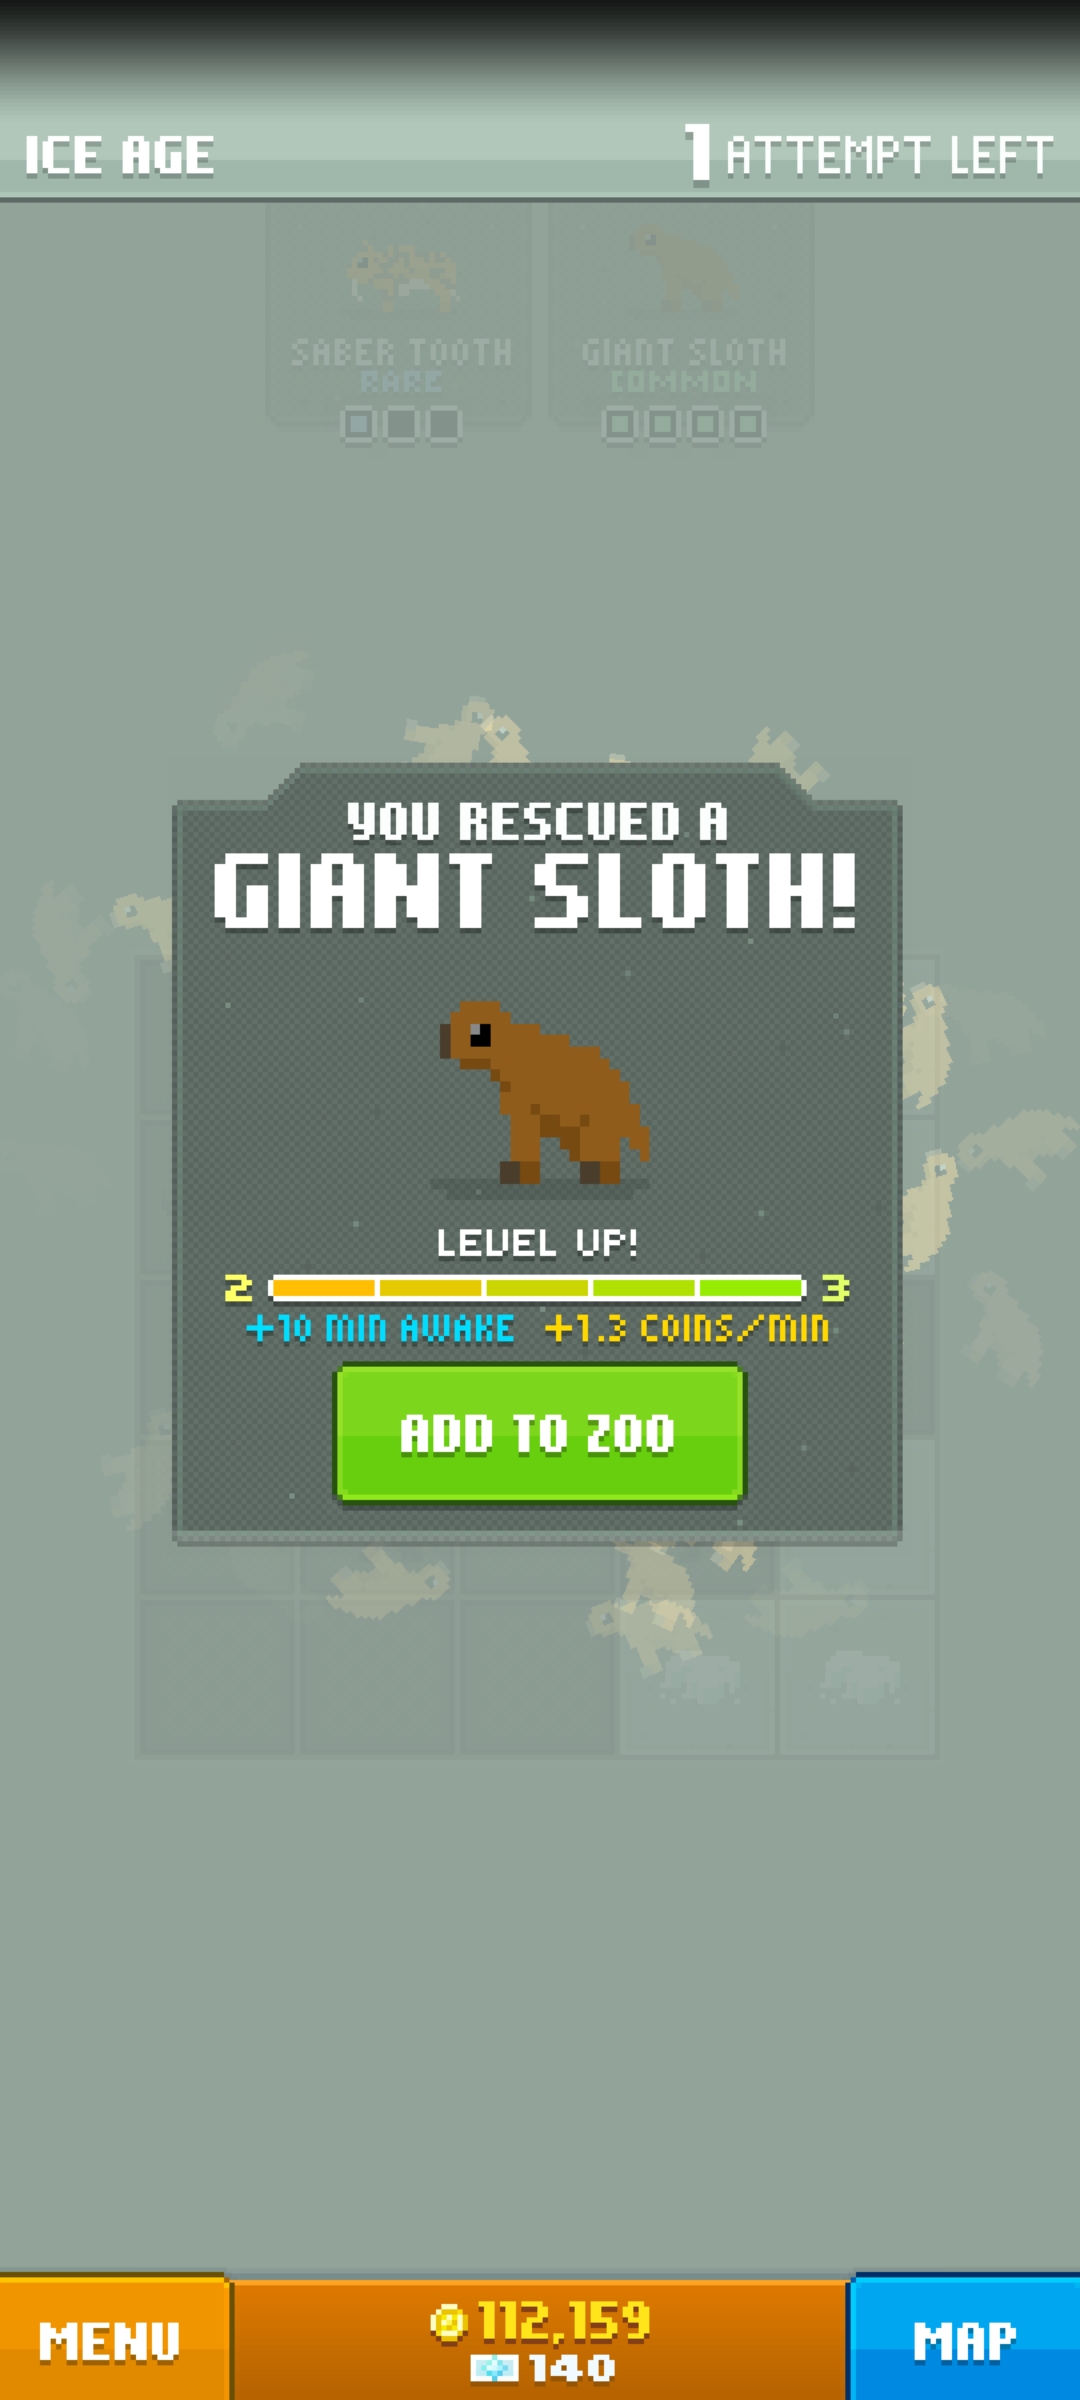 ICE AGE
1 ATTEMPT LEFT
SABER TOOTH
RARE
GIANT SLOTH
COMMON
YOU RESCUED A
GIANT SLOTH!
LEVEL UP!
2 3
+10 MIN AWAKE +1.3 COINS/MIN
ADD TO ZOO
MENU
112,159
140
MAP